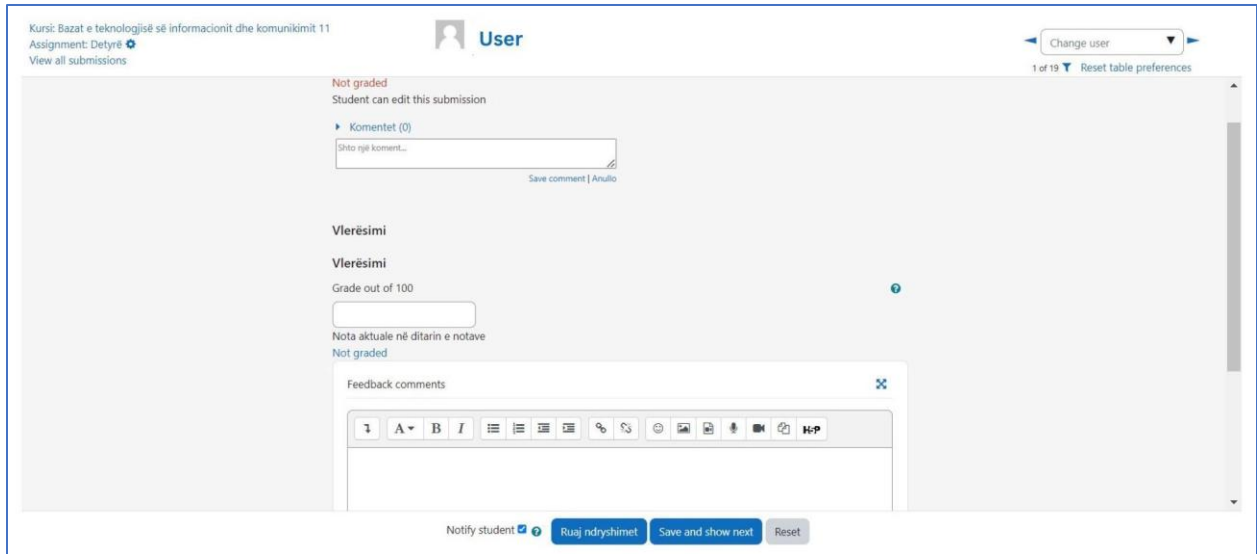 Kursi: Bazat e teknologjisë së informacionit dhe komunikimit 11
Assignment: Detyrë
View all submissions
User
Change user
1 of 19 Reset table preferences
Not graded
Student can edit this submission
Komentet (0)
Shto një koment...
Save comment | Anullo
Vlerësimi
Vlerësimi
Grade out of 100
Nota aktuale në ditarin e notave
Not graded
Feedback comments
A B I H-P
Notify student Ruaj ndryshimet Save and show next Reset